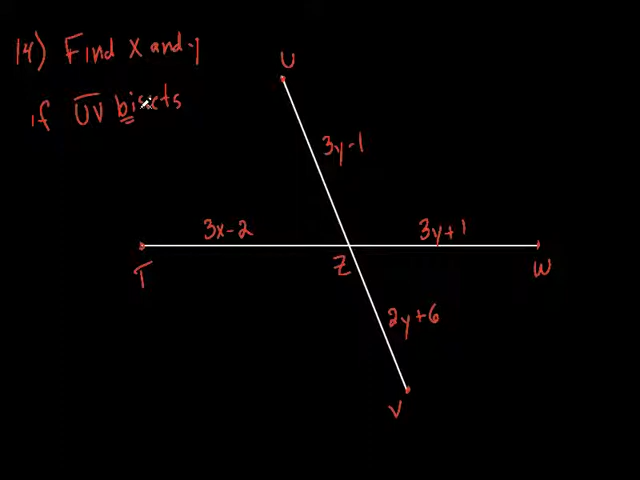 14) Find x and y
if UV bisects
U
3y-1
3x-2
3y+1
T
Z
W
2y+6
V